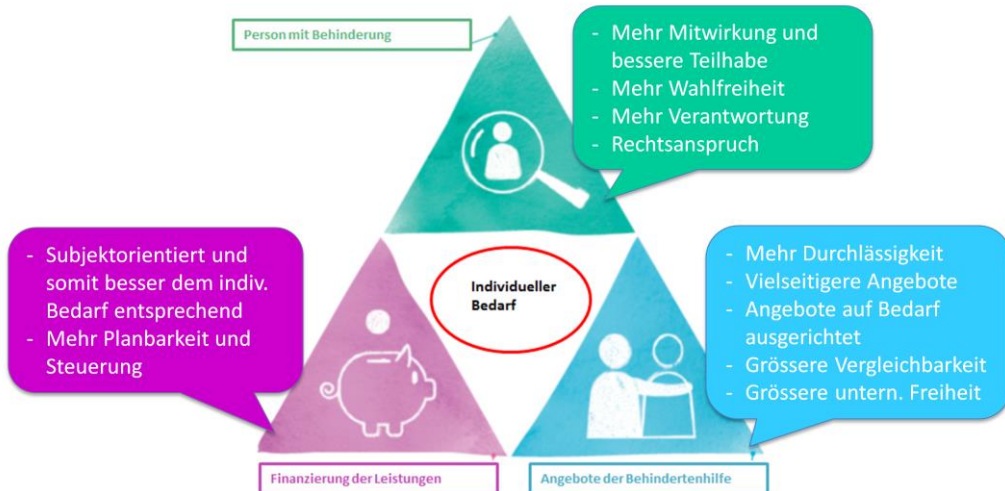 Person mit Behinderung
- Mehr Mitwirkung und
bessere Teilhabe
- Mehr Wahlfreiheit
- Mehr Verantwortung
- Rechtsanspruch
- Subjektorientiert und
somit besser dem indiv.
Bedarf entsprechend
- Mehr Planbarkeit und
Steuerung
Individueller
Bedarf
- Mehr Durchlässigkeit
- Vielseitigere Angebote
- Angebote auf Bedarf
ausgerichtet
- Grössere Vergleichbarkeit
- Grössere untern. Freiheit
Finanzierung der Leistungen
Angebote der Behindertenhilfe